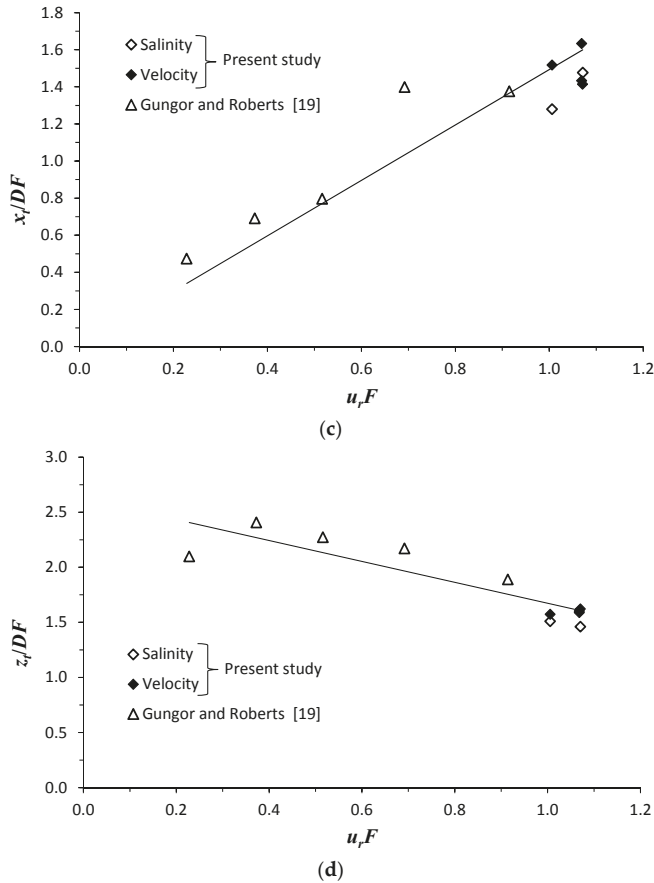 1.8
1.6
1.4
1.2
1.0
0.8
0.6
0.4
0.2
0.0
x_t/DF
Salinity
Velocity
Present study
Gungor and Roberts [19]
0.0 0.2 0.4 0.6 0.8 1.0 1.2
u_rF
(c)
3.0
2.5
2.0
1.5
1.0
0.5
0.0
z_t/DF
Salinity
Velocity
Present study
Gungor and Roberts [19]
0.0 0.2 0.4 0.6 0.8 1.0 1.2
u_rF
(d)